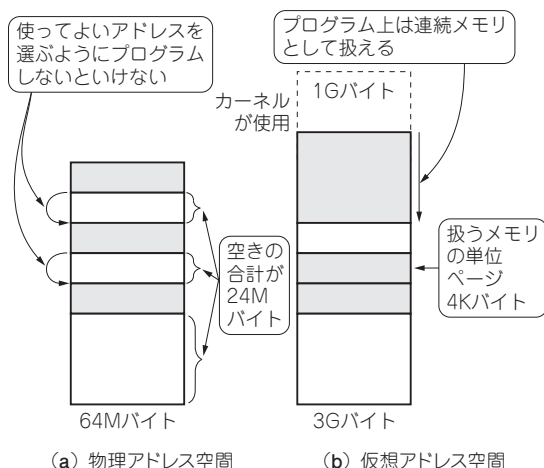 使ってよいアドレスを
選ぶようにプログラム
しないといけない
空きの
合計が
24M
バイト
64Mバイト
(a) 物理アドレス空間
プログラム上は連続メモリ
として扱える
1Gバイト
カーネル
が使用
扱うメモリ
の単位
ページ
4Kバイト
3Gバイト
(b) 仮想アドレス空間